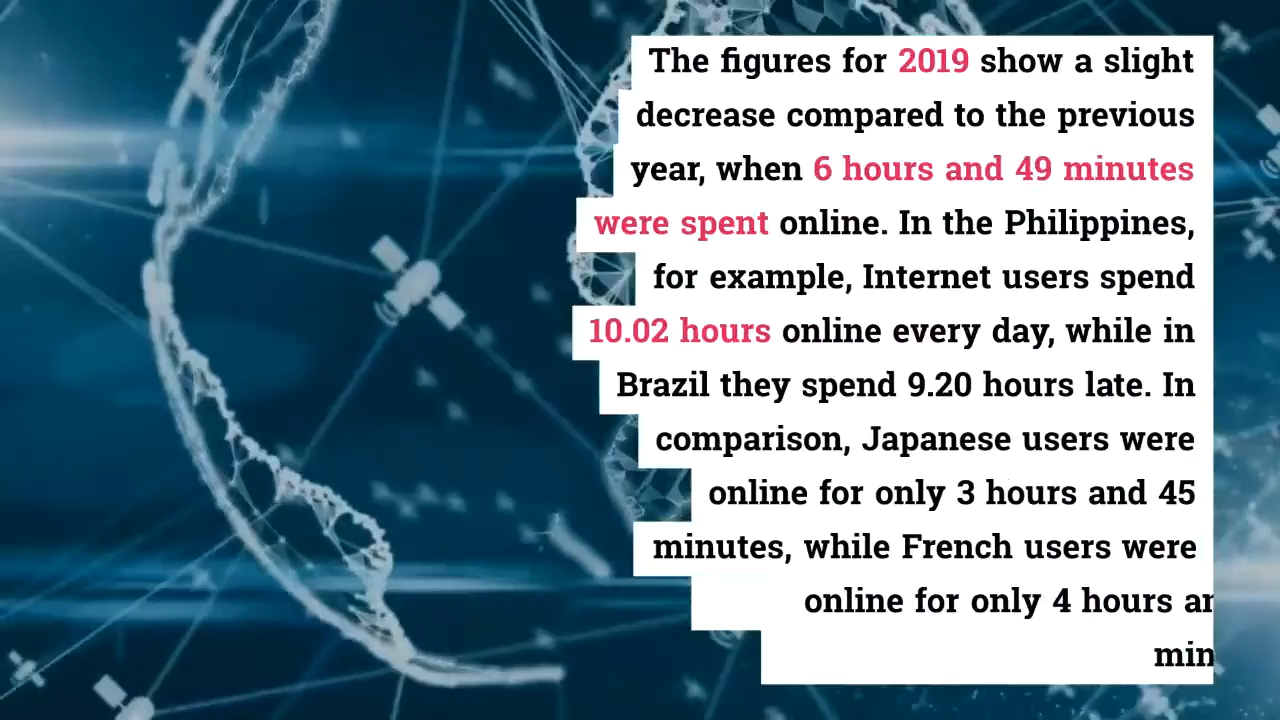 The figures for 2019 show a slight
decrease compared to the previous
year, when 6 hours and 49 minutes
were spent online. In the Philippines,
for example, Internet users spend
10.02 hours online every day, while in
Brazil they spend 9.20 hours late. In
comparison, Japanese users were
online for only 3 hours and 45
minutes, while French users were
online for only 4 hours